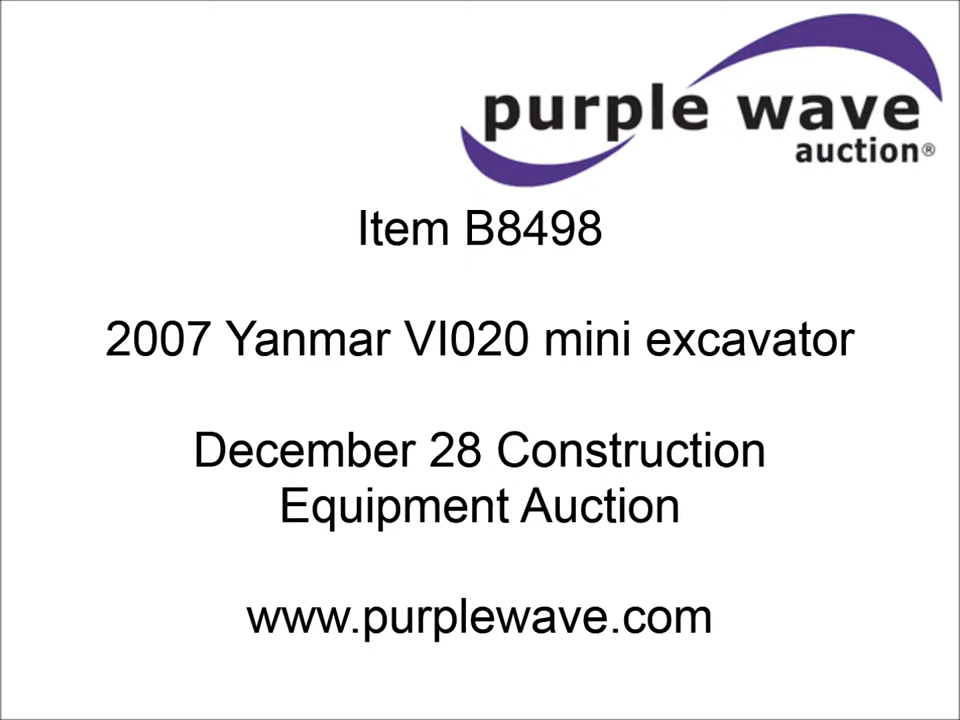 purple wave
auction®
Item B8498
2007 Yanmar VI020 mini excavator
December 28 Construction
Equipment Auction
www.purplewave.com